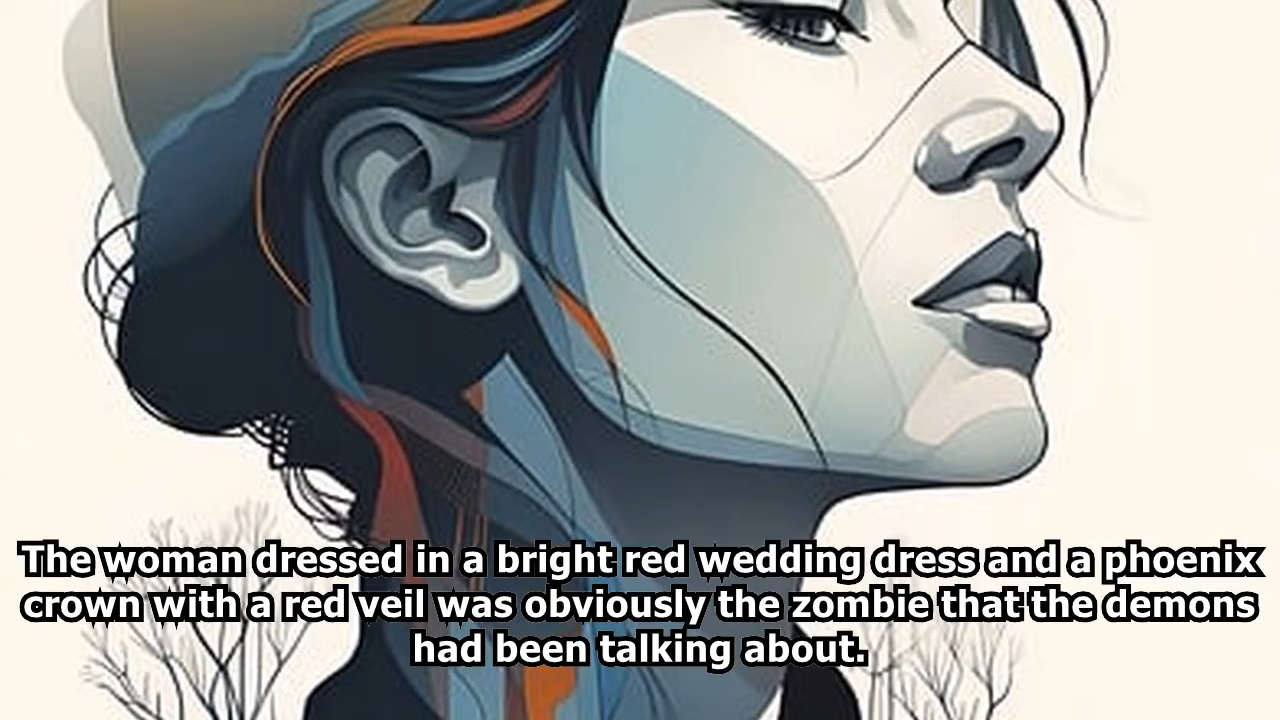 The woman dressed in a bright red wedding dress and a phoenix
crown with a red veil was obviously the zombie that the demons
had been talking about.